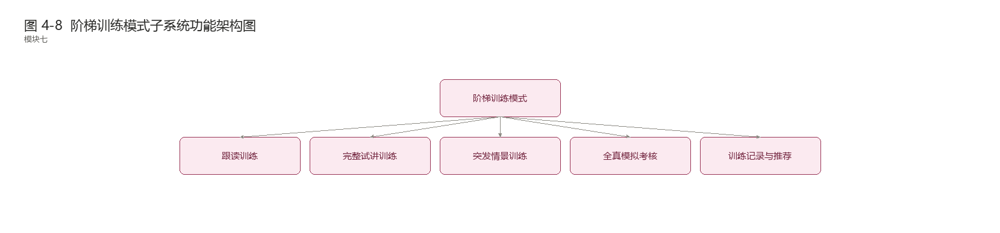 图 4-8 阶梯训练模式子系统功能架构图
模块七
阶梯训练模式
跟读训练
完整试讲训练
突发情景训练
全真模拟考核
训练记录与推荐